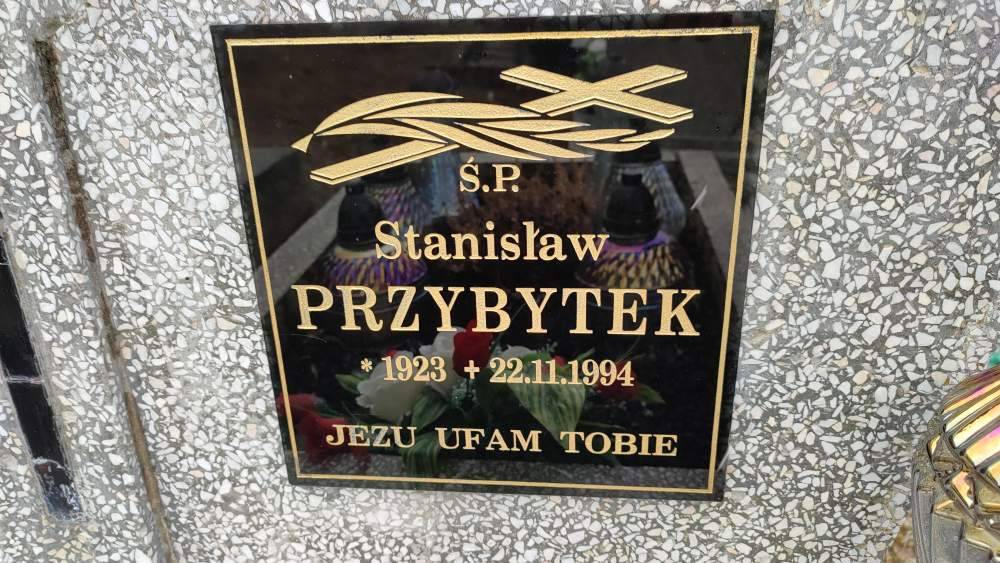 Ś.P.
Stanisław
PRZYBYTEK
* 1923 + 22.11.1994
JEZU UFAM TOBIE